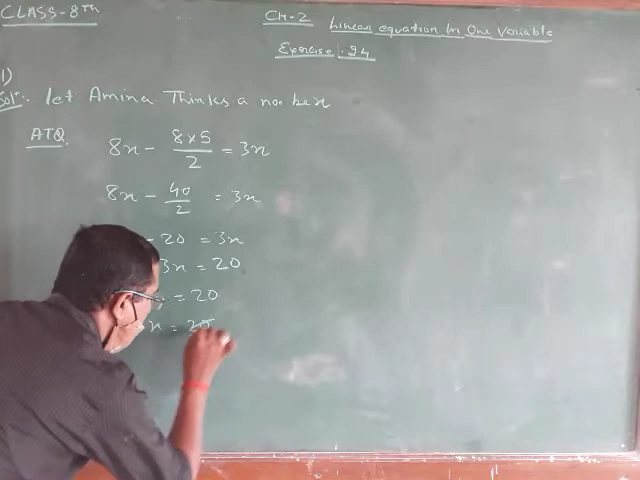 CLASS-8Th
Ch-2 Linear equation In One Variable
Exercise: 2.4
1)
Sol:. let Amina Thinks a no. be x
ATQ. 8x - 8×5/2 = 3x
8x - 40/2 = 3x
- 20 = 3x
3x = 20
= 20
x = 20